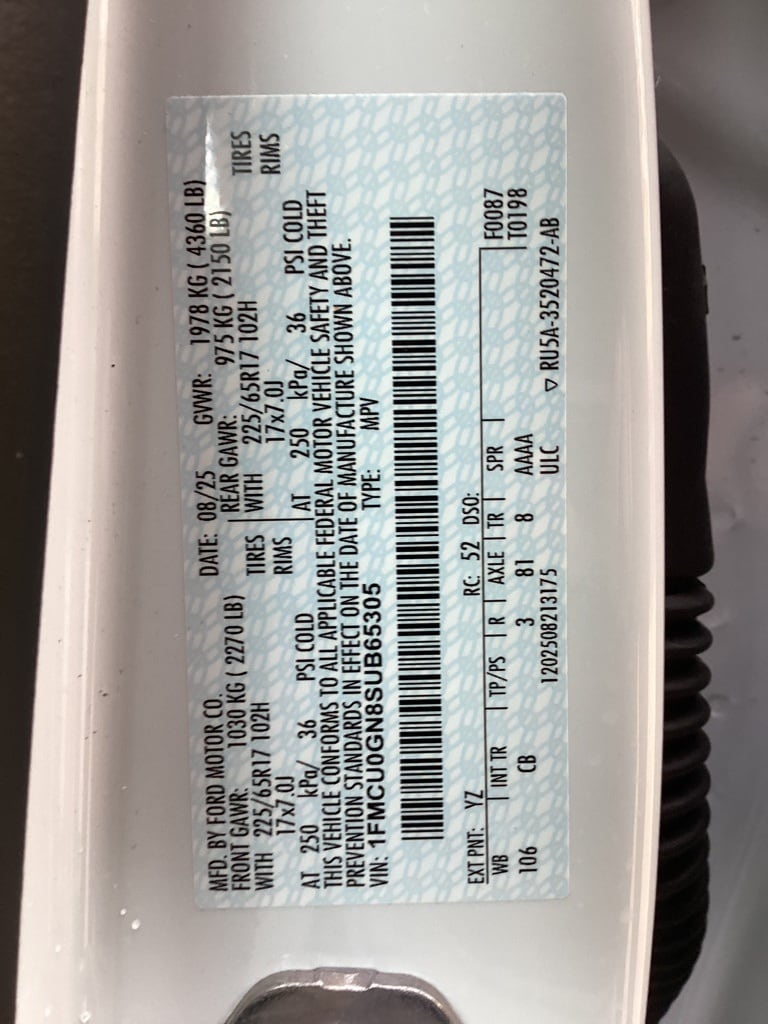 MFD. BY FORD MOTOR CO. DATE: 08/25 GVWR: 1978 KG ( 4360 LB)
FRONT GAWR: 1030 KG ( 2270 LB) REAR GAWR: 975 KG ( 2150 LB)
WITH 225/65R17 102H TIRES WITH 225/65R17 102H TIRES
17x7.0J RIMS 17x7.0J RIMS
AT 250 kPa/ 36 PSI COLD AT 250 kPa/ 36 PSI COLD
THIS VEHICLE CONFORMS TO ALL APPLICABLE FEDERAL MOTOR VEHICLE SAFETY AND THEFT
PREVENTION STANDARDS IN EFFECT ON THE DATE OF MANUFACTURE SHOWN ABOVE.
VIN: 1FMCU0GN8SUB65305 TYPE: MPV
EXT PNT: YZ RC: 52 DSO: F0087
WB INT TR TP/PS R AXLE TR SPR T0198
106 CB 3 81 8 AAAA
1202508213175 ULC ▽ RU5A-3520472-AB